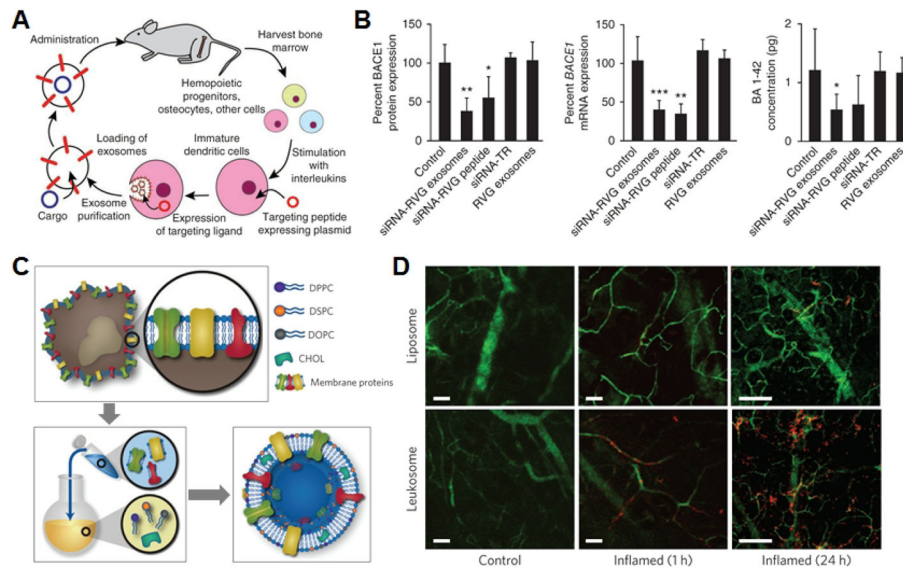 A
Administration
Harvest bone
marrow
Hemopoietic
progenitors,
osteocytes, other cells
Loading of
exosomes
Immature
dendritic cells
Stimulation
with
interleukins
Exosome
purification
Cargo
Expression
of targeting ligand
Targeting peptide
expressing plasmid
B
Percent BACE1
protein expression
150
100
50
0
**
*
Control
siRNA-RVG exosomes
siRNA-RVG peptide
siRNA-TR
RVG exosomes
Percent BACE1
mRNA expression
150
100
50
0
***
**
Control
siRNA-RVG exosomes
siRNA-RVG peptide
siRNA-TR
RVG exosomes
BA 1-42
concentration (pg)
2
1
0
*
Control
siRNA-RVG exosomes
siRNA-RVG peptide
siRNA-TR
RVG exosomes
C
DPPC
DSPC
DOPC
CHOL
Membrane proteins
D
Liposome
Leukosome
Control
Inflamed (1 h)
Inflamed (24 h)